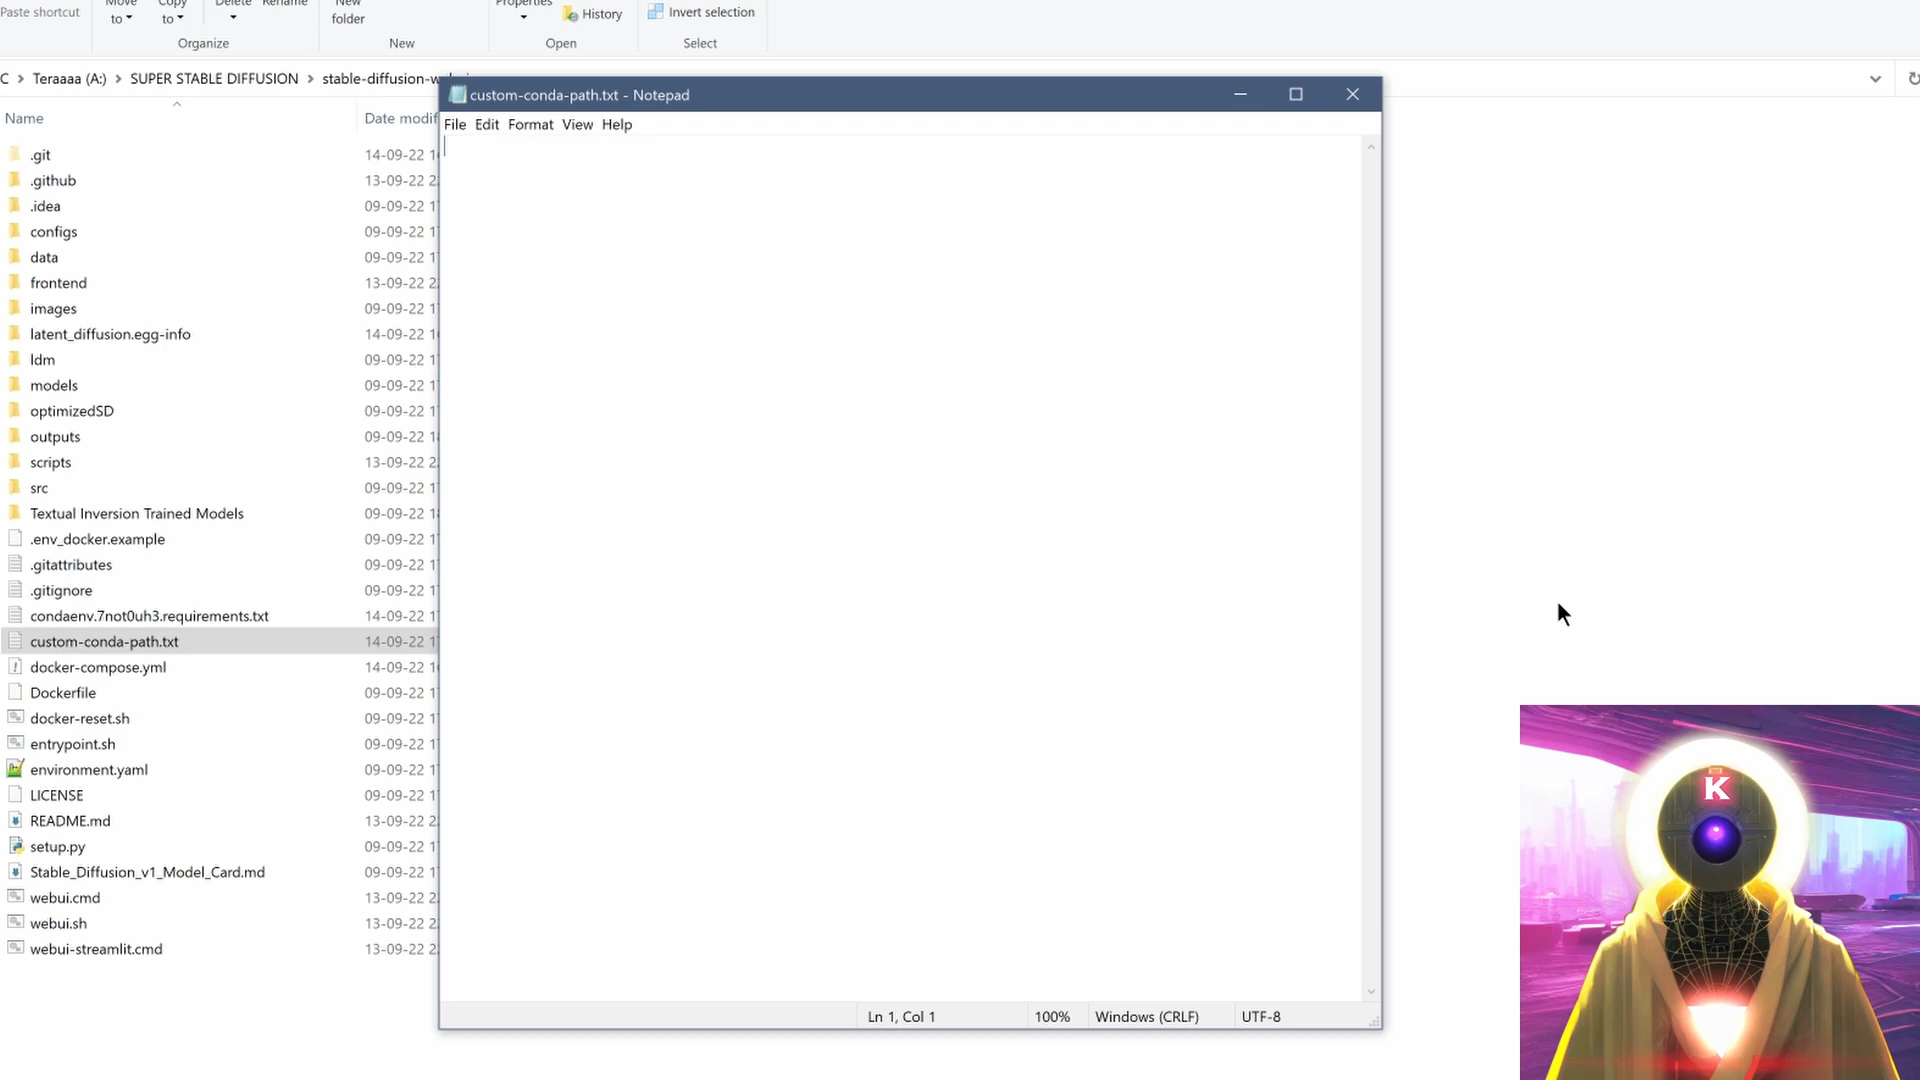 Paste shortcut
Move to
Copy to
Delete
Rename
New folder
Properties
History
Invert selection
Organize
New
Open
Select
C > Teraaaa (A:) > SUPER STABLE DIFFUSION >
custom-conda-path.txt - Notepad
File Edit Format View Help
Name
.git 14-09-22
.github 13-09-22
.idea 09-09-22
configs 09-09-22
data 09-09-22
frontend 13-09-22
images 09-09-22
latent_diffusion.egg-info 14-09-22
ldm 09-09-22
models 09-09-22
optimizedSD 09-09-22
outputs 09-09-22
scripts 13-09-22
src 09-09-22
Textual Inversion Trained Models 09-09-22
.env_docker.example 09-09-22
.gitattributes 09-09-22
.gitignore 09-09-22
condaenv.7not0uh3.requirements.txt 14-09-22
custom-conda-path.txt 14-09-22
docker-compose.yml 14-09-22
Dockerfile 09-09-22
docker-reset.sh 09-09-22
entrypoint.sh 09-09-22
environment.yaml 09-09-22
LICENSE 09-09-22
README.md 13-09-22
setup.py 09-09-22
Stable_Diffusion_v1_Model_Card.md 09-09-22
webui.cmd 13-09-22
webui.sh 13-09-22
webui-streamlit.cmd 13-09-22
Ln 1, Col 1 100% Windows (CRLF) UTF-8
K